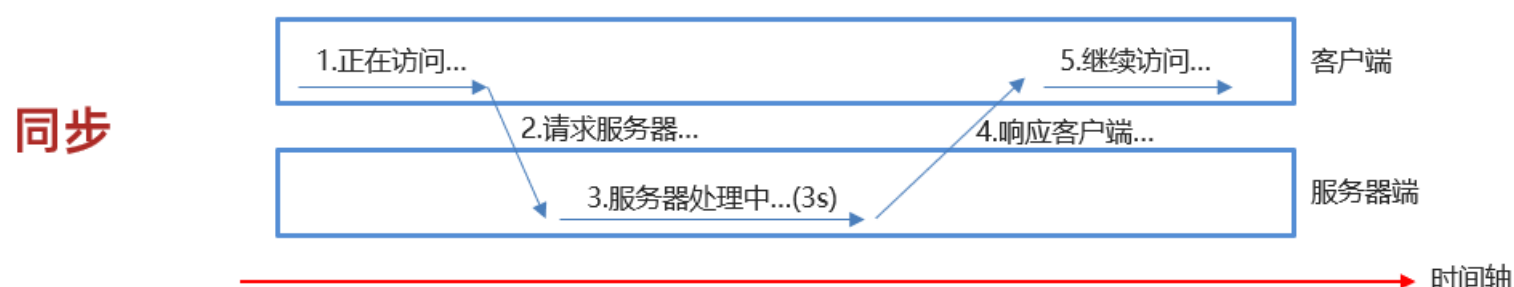 1.正在访问...
5.继续访问...
客户端
同步
2.请求服务器...
4.响应客户端...
3.服务器处理中...(3s)
服务器端
时间轴